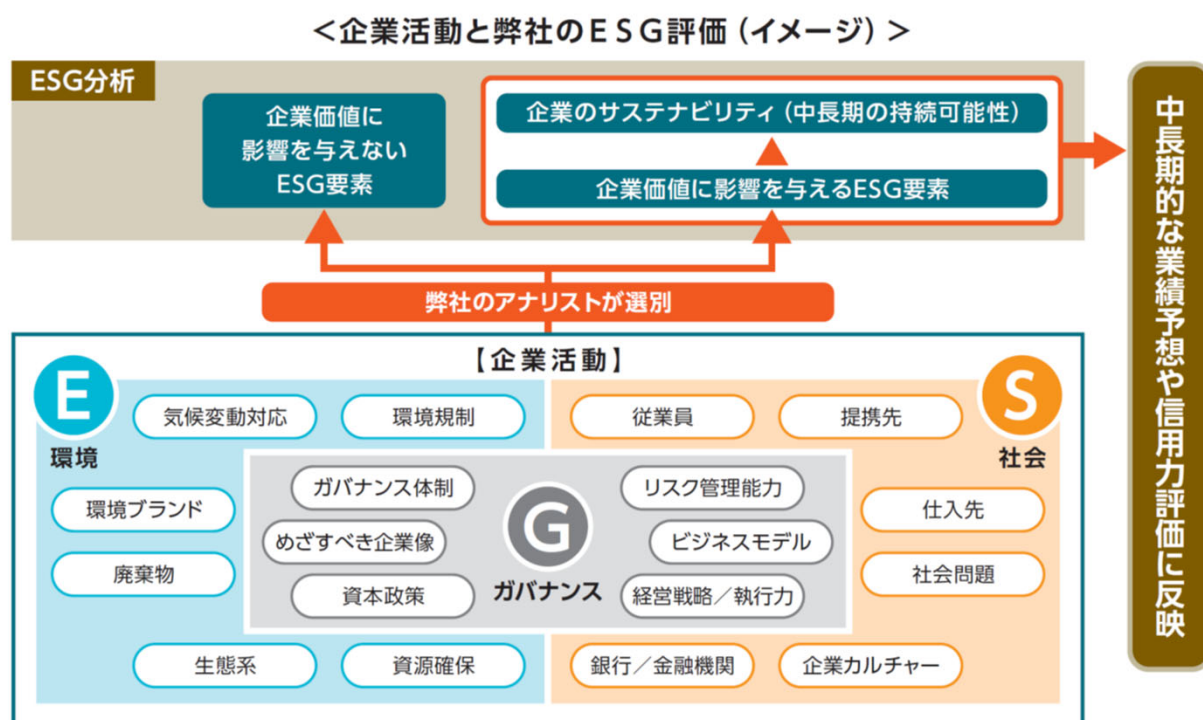 ＜企業活動と弊社のＥＳＧ評価（イメージ）＞
ESG分析
企業価値に
影響を与えない
ESG要素
企業のサステナビリティ（中長期の持続可能性）
企業価値に影響を与えるESG要素
中長期的な業績予想や信用力評価に反映
弊社のアナリストが選別
【企業活動】
E
環境
気候変動対応
環境規制
環境ブランド
廃棄物
生態系
資源確保
S
社会
従業員
提携先
仕入先
社会問題
銀行／金融機関
企業カルチャー
G
ガバナンス
ガバナンス体制
めざすべき企業像
資本政策
リスク管理能力
ビジネスモデル
経営戦略／執行力